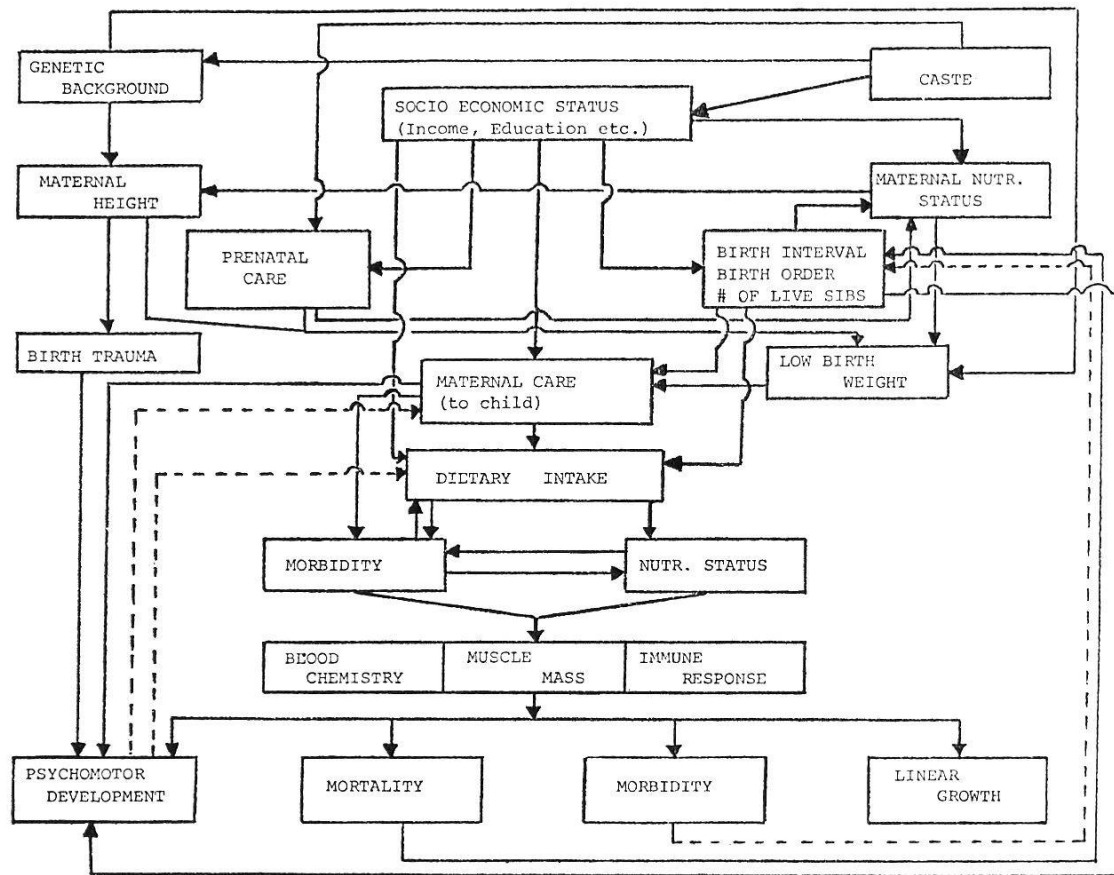 GENETIC
BACKGROUND
CASTE
SOCIO ECONOMIC STATUS
(Income, Education etc.)
MATERNAL
HEIGHT
MATERNAL NUTR.
STATUS
PRENATAL
CARE
BIRTH INTERVAL
BIRTH ORDER
# OF LIVE SIBS
BIRTH TRAUMA
MATERNAL CARE
(to child)
LOW BIRTH
WEIGHT
DIETARY INTAKE
MORBIDITY
NUTR. STATUS
BLOOD
CHEMISTRY
MUSCLE
MASS
IMMUNE
RESPONSE
PSYCHOMOTOR
DEVELOPMENT
MORTALITY
MORBIDITY
LINEAR
GROWTH